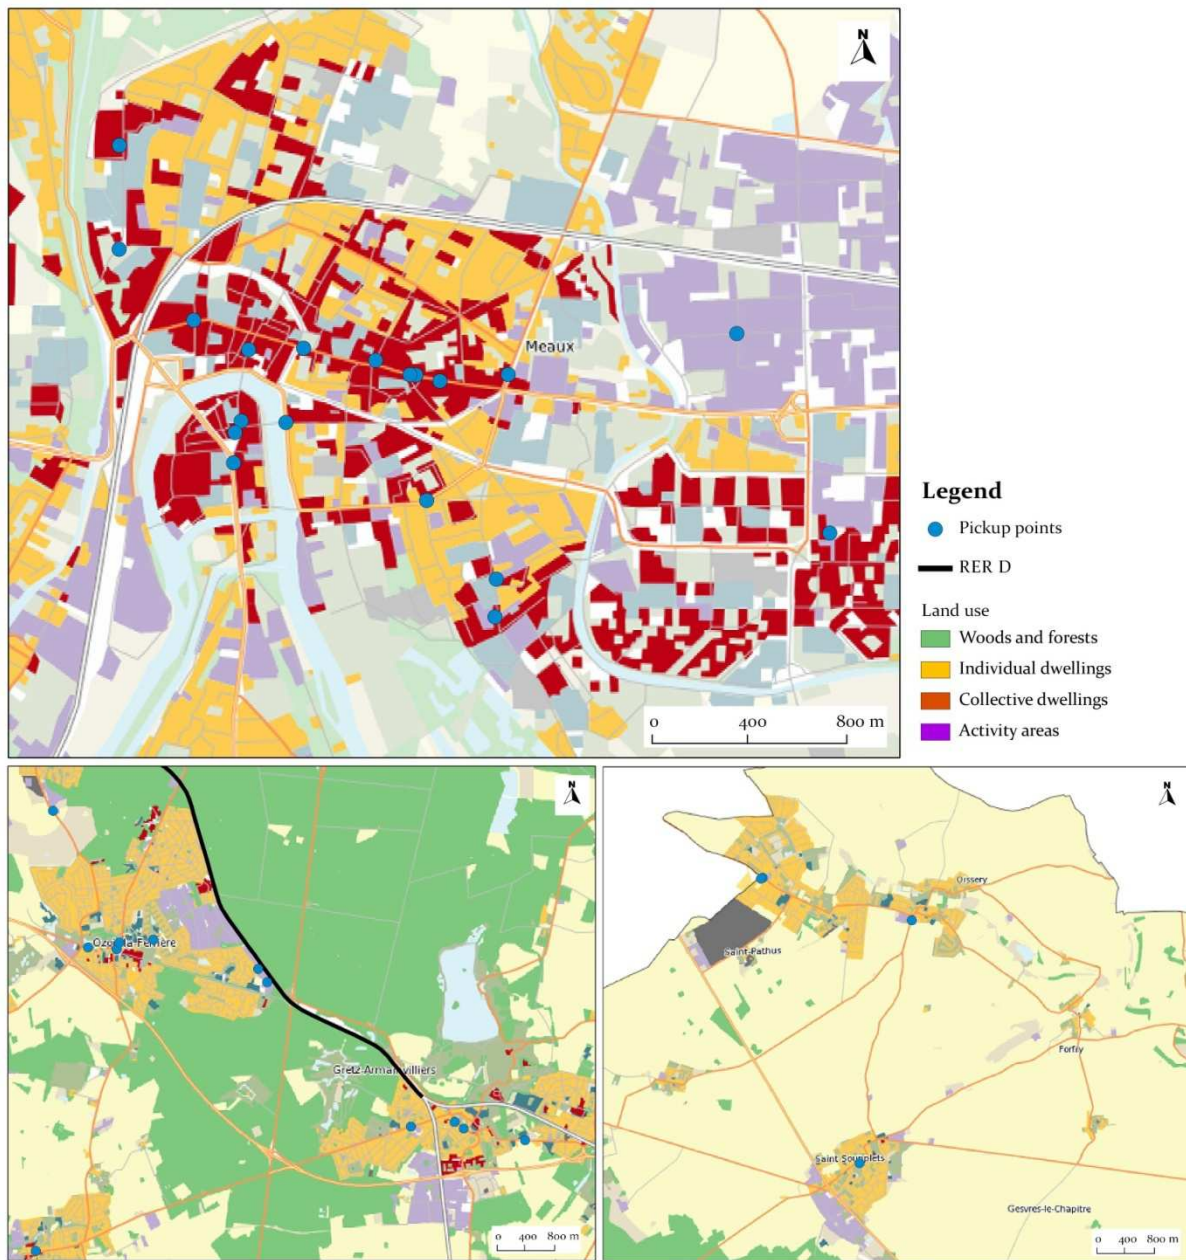 N
Meaux
0 400 800 m
Legend
Pickup points
RER D
Land use
Woods and forests
Individual dwellings
Collective dwellings
Activity areas
N
Gretz-Armainvilliers
0 400 800 m
N
Oissery
Saint-Pathus
Forfry
Saint Soupplets
Gesvres-le-Chapitre
0 400 800 m